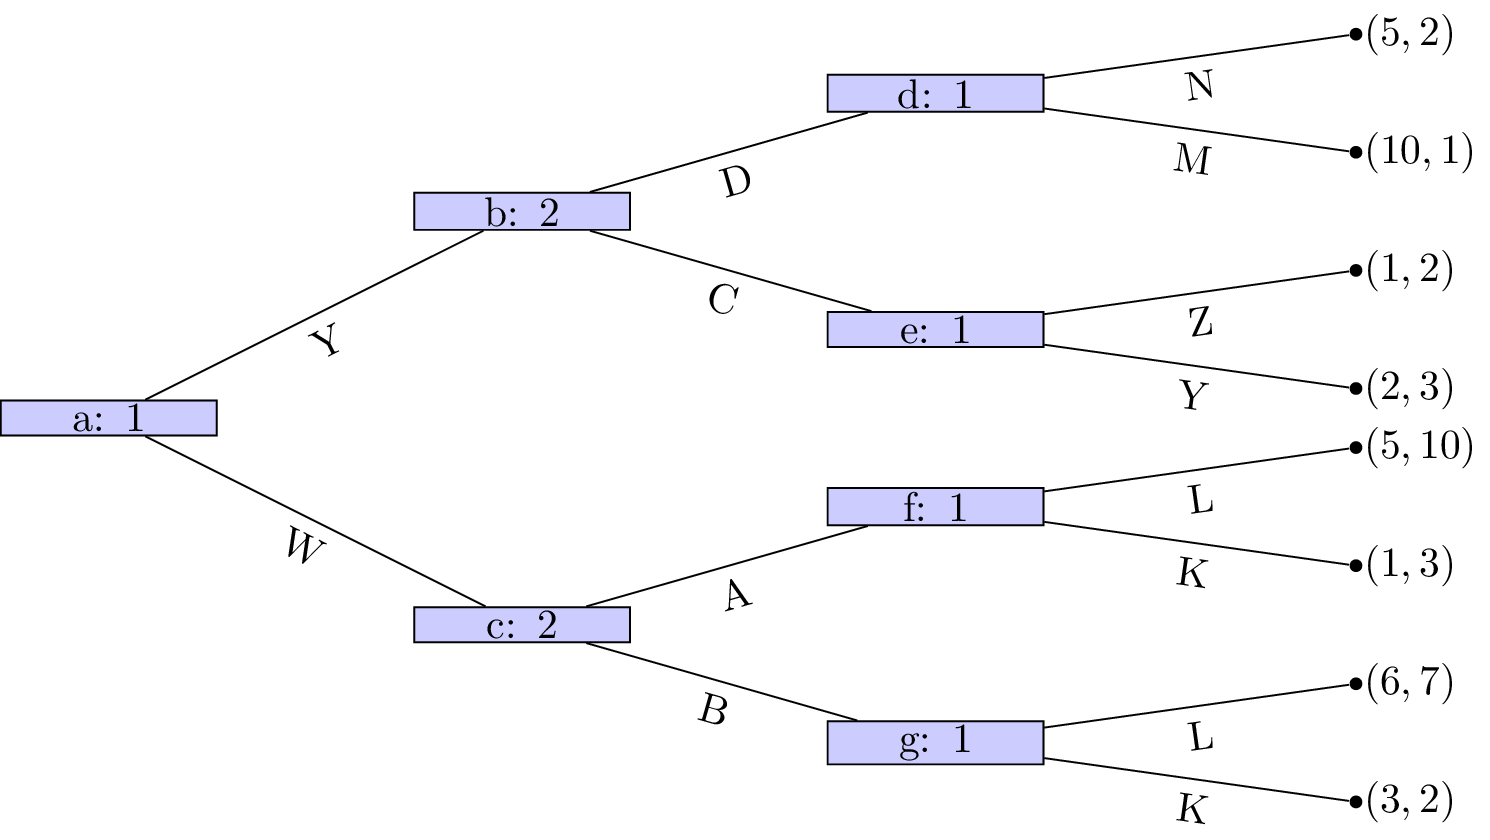 (5, 2)
d: 1
N
M
(10, 1)
D
b: 2
C
(1, 2)
e: 1
Z
Y
Y
(2, 3)
a: 1
(5, 10)
f: 1
L
W
K
(1, 3)
A
c: 2
B
(6, 7)
g: 1
L
K
(3, 2)